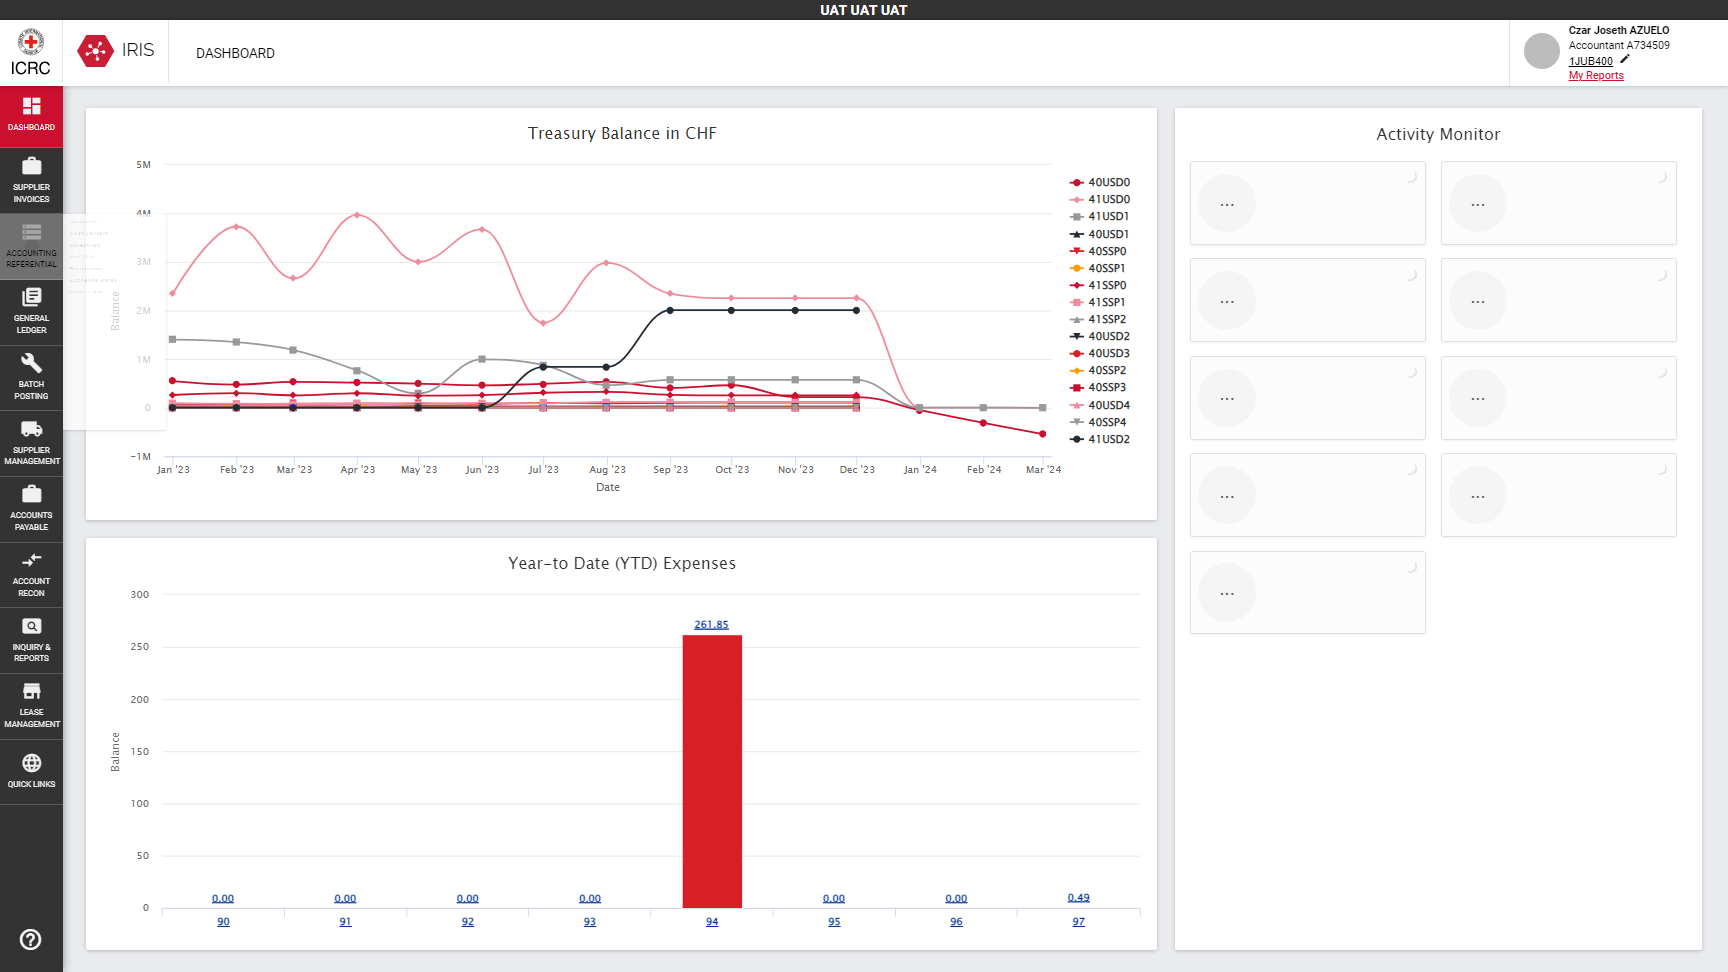 UAT UAT UAT
ICRC
IRIS
DASHBOARD
Czar Joseth AZUELO
Accountant A734509
1JUB400
My Reports
DASHBOARD
SUPPLIER
INVOICES
ACCOUNTING
REFERENTIAL
GENERAL
LEDGER
BATCH
POSTING
SUPPLIER
MANAGEMENT
ACCOUNTS
PAYABLE
ACCOUNT
RECON
INQUIRY &
REPORTS
LEASE
MANAGEMENT
QUICK LINKS
Treasury Balance in CHF
5M
4M
3M
2M
1M
0
-1M
Balance
Jan '23
Feb '23
Mar '23
Apr '23
May '23
Jun '23
Jul '23
Aug '23
Sep '23
Oct '23
Nov '23
Dec '23
Jan '24
Feb '24
Mar '24
Date
40USD0
41USD0
41USD1
40USD1
40SSP0
40SSP1
41SSP0
41SSP1
41SSP2
40USD2
40USD3
40SSP2
40SSP3
40USD4
40SSP4
41USD2
Year-to Date (YTD) Expenses
300
250
200
150
100
50
0
Balance
0.00
0.00
0.00
0.00
261.85
0.00
0.00
0.49
90
91
92
93
94
95
96
97
Activity Monitor
...
...
...
...
...
...
...
...
...